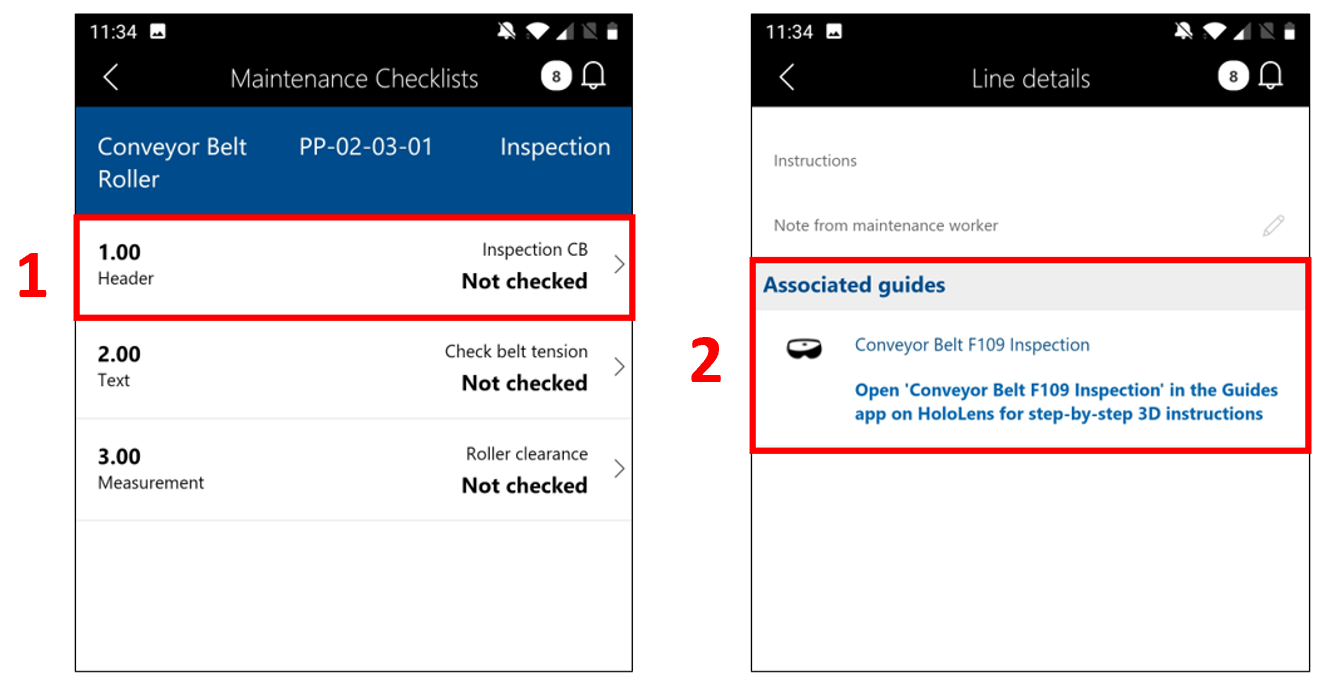 11:34
Maintenance Checklists 8
Conveyor Belt PP-02-03-01 Inspection
Roller
1
1.00 Inspection CB
Header Not checked
2.00 Check belt tension
Text Not checked
3.00 Roller clearance
Measurement Not checked
11:34
Line details 8
Instructions
Note from maintenance worker
2
Associated guides
Conveyor Belt F109 Inspection
Open 'Conveyor Belt F109 Inspection' in the Guides
app on HoloLens for step-by-step 3D instructions